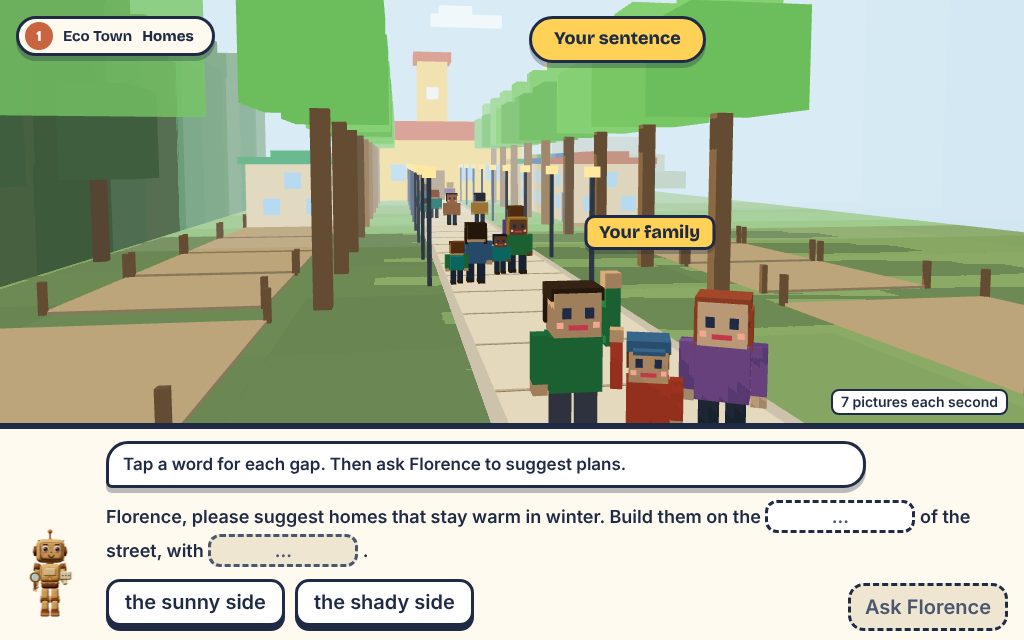 1 Eco Town Homes
Your sentence
Your family
7 pictures each second
Tap a word for each gap. Then ask Florence to suggest plans.
Florence, please suggest homes that stay warm in winter. Build them on the ... of the
street, with ... .
the sunny side
the shady side
Ask Florence